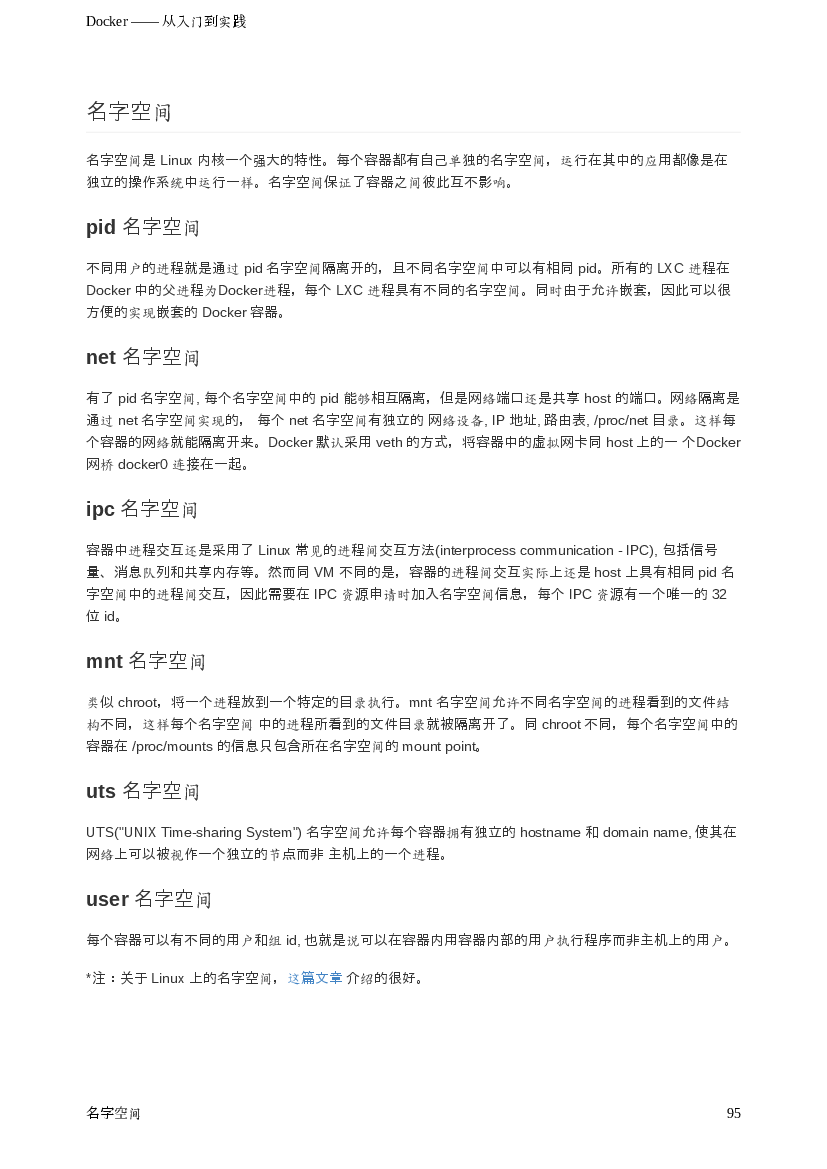 Docker —— 从入门到实践
名字空间
名字空间是 Linux 内核一个强大的特性。每个容器都有自己单独的名字空间，运行在其中的应用都像是在
独立的操作系统中运行一样。名字空间保证了容器之间彼此互不影响。
pid 名字空间
不同用户的进程就是通过 pid 名字空间隔离开的，且不同名字空间中可以有相同 pid。所有的 LXC 进程在
Docker 中的父进程为Docker进程，每个 LXC 进程具有不同的名字空间。同时由于允许嵌套，因此可以很
方便的实现嵌套的 Docker 容器。
net 名字空间
有了 pid 名字空间, 每个名字空间中的 pid 能够相互隔离，但是网络端口还是共享 host 的端口。网络隔离是
通过 net 名字空间实现的， 每个 net 名字空间有独立的 网络设备, IP 地址, 路由表, /proc/net 目录。这样每
个容器的网络就能隔离开来。Docker 默认采用 veth 的方式，将容器中的虚拟网卡同 host 上的一 个Docker
网桥 docker0 连接在一起。
ipc 名字空间
容器中进程交互还是采用了 Linux 常见的进程间交互方法(interprocess communication - IPC), 包括信号
量、消息队列和共享内存等。然而同 VM 不同的是，容器的进程间交互实际上还是 host 上具有相同 pid 名
字空间中的进程间交互，因此需要在 IPC 资源申请时加入名字空间信息，每个 IPC 资源有一个唯一的 32
位 id。
mnt 名字空间
类似 chroot，将一个进程放到一个特定的目录执行。mnt 名字空间允许不同名字空间的进程看到的文件结
构不同，这样每个名字空间 中的进程所看到的文件目录就被隔离开了。同 chroot 不同，每个名字空间中的
容器在 /proc/mounts 的信息只包含所在名字空间的 mount point。
uts 名字空间
UTS("UNIX Time-sharing System") 名字空间允许每个容器拥有独立的 hostname 和 domain name, 使其在
网络上可以被视作一个独立的节点而非 主机上的一个进程。
user 名字空间
每个容器可以有不同的用户和组 id, 也就是说可以在容器内用容器内部的用户执行程序而非主机上的用户。
*注：关于 Linux 上的名字空间，这篇文章 介绍的很好。
名字空间
95